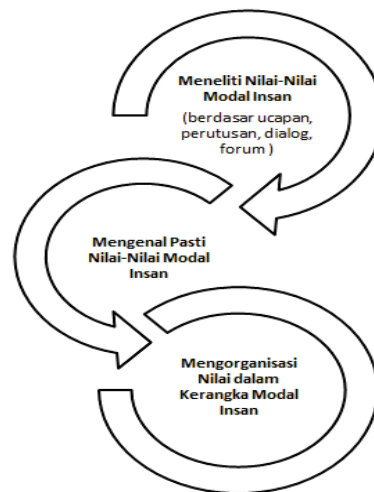 Meneliti Nilai-Nilai
Modal Insan
(berdasar ucapan,
perutusan, dialog,
forum )
Mengenal Pasti
Nilai-Nilai Modal
Insan
Mengorganisasi
Nilai dalam
Kerangka Modal
Insan